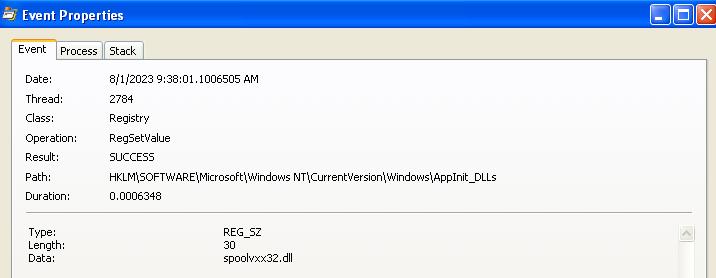 Event Properties
Event Process Stack
Date: 8/1/2023 9:38:01.1006505 AM
Thread: 2784
Class: Registry
Operation: RegSetValue
Result: SUCCESS
Path: HKLM\SOFTWARE\Microsoft\Windows NT\CurrentVersion\Windows\AppInit_DLLs
Duration: 0.0006348
Type: REG_SZ
Length: 30
Data: spoolvxx32.dll